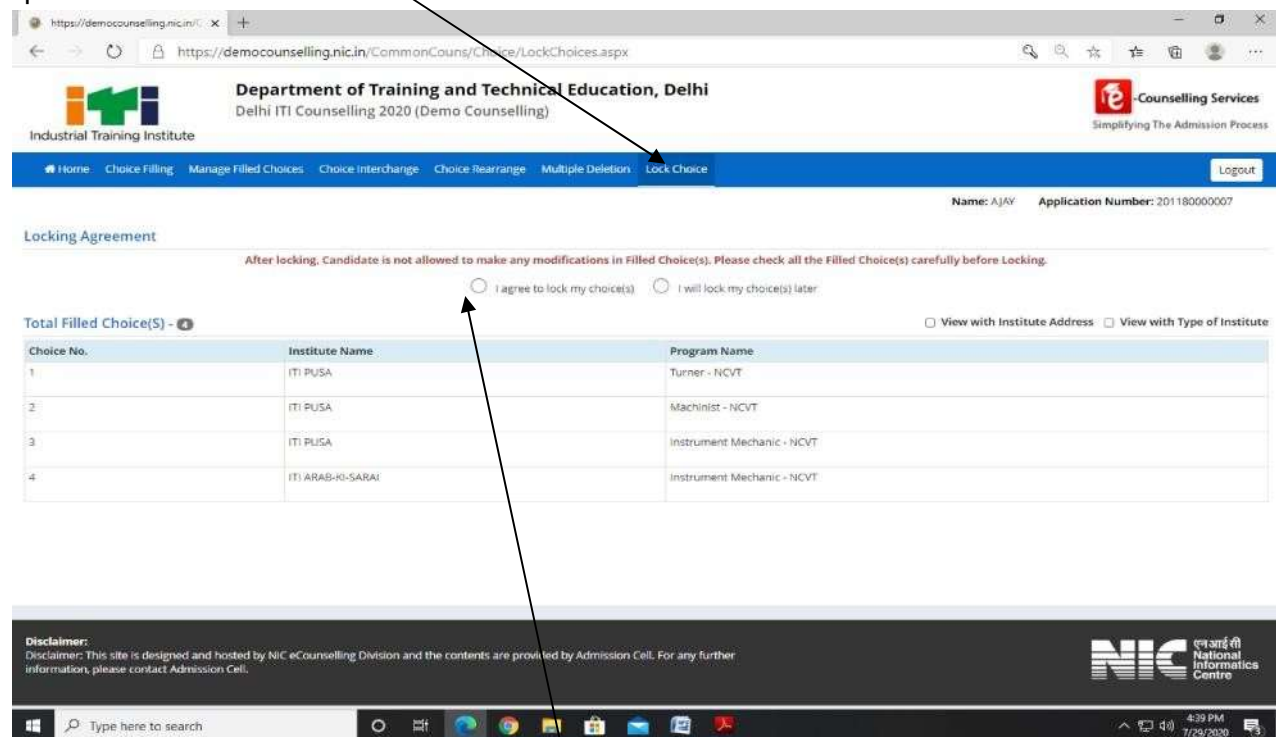 https://democounselling.nic.in/C
https://democounselling.nic.in/CommonCouns/Choice/LockChoices.aspx
Industrial Training Institute
Department of Training and Technical Education, Delhi
Delhi ITI Counselling 2020 (Demo Counselling)
e-Counselling Services
Simplifying The Admission Process
Home Choice Filling Manage Filled Choices Choice Interchange Choice Rearrange Multiple Deletion Lock Choice Logout
Name: AJAY Application Number: 201180000007
Locking Agreement
After locking, Candidate is not allowed to make any modifications in Filled Choice(s). Please check all the Filled Choice(s) carefully before Locking.
I agree to lock my choice(s) I will lock my choice(s) later
Total Filled Choice(S) - 4 View with Institute Address View with Type of Institute
Choice No. Institute Name Program Name
1 ITI PUSA Turner - NCVT
2 ITI PUSA Machinist - NCVT
3 ITI PUSA Instrument Mechanic - NCVT
4 ITI ARAB-KI-SARAI Instrument Mechanic - NCVT
Disclaimer:
Disclaimer: This site is designed and hosted by NIC eCounselling Division and the contents are provided by Admission Cell. For any further
information, please contact Admission Cell.
NIC
एन आई सी
National
Informatics
Centre
Type here to search
4:39 PM
7/29/2020